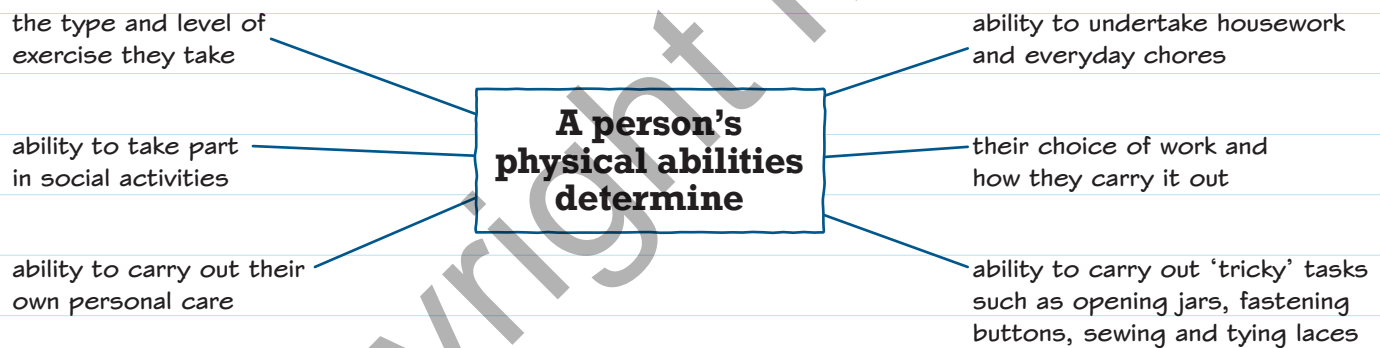 the type and level of
exercise they take
ability to take part
in social activities
ability to carry out their
own personal care
A person's
physical abilities
determine
ability to undertake housework
and everyday chores
their choice of work and
how they carry it out
ability to carry out ‘tricky’ tasks
such as opening jars, fastening
buttons, sewing and tying laces